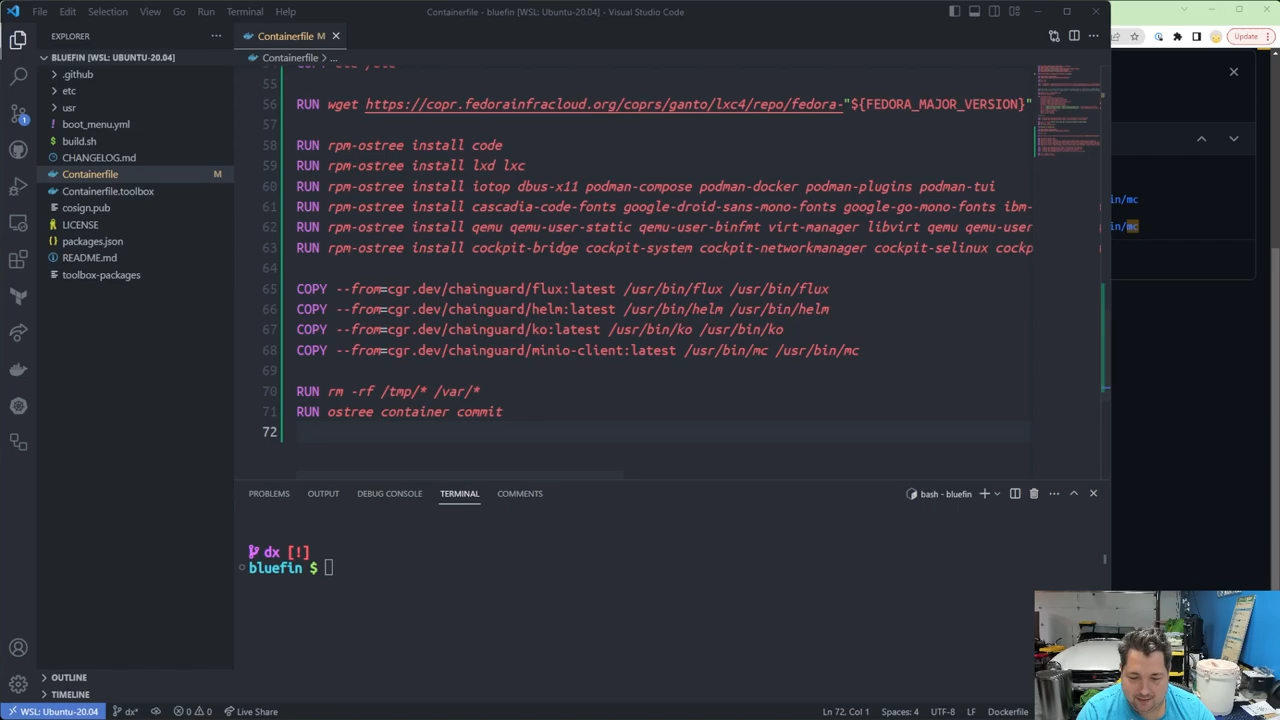 File Edit Selection View Go Run Terminal Help
Containerfile - bluefin [WSL: Ubuntu-20.04] - Visual Studio Code
Update
EXPLORER
BLUEFIN [WSL: UBUNTU-20.04]
.github
etc
usr
boot_menu.yml
build.sh
CHANGELOG.md
Containerfile M
Containerfile.toolbox
cosign.pub
LICENSE
packages.json
README.md
toolbox-packages
OUTLINE
TIMELINE
Containerfile M
Containerfile > ...
55
56 RUN wget https://copr.fedorainfracloud.org/coprs/ganto/lxc4/repo/fedora-"${FEDORA_MAJOR_VERSION}"
57
58 RUN rpm-ostree install code
59 RUN rpm-ostree install lxd lxc
60 RUN rpm-ostree install iotop dbus-x11 podman-compose podman-docker podman-plugins podman-tui
61 RUN rpm-ostree install cascadia-code-fonts google-droid-sans-mono-fonts google-go-mono-fonts ibm-
62 RUN rpm-ostree install qemu qemu-user-static qemu-user-binfmt virt-manager libvirt qemu qemu-user
63 RUN rpm-ostree install cockpit-bridge cockpit-system cockpit-networkmanager cockpit-selinux cockp
64
65 COPY --from=cgr.dev/chainguard/flux:latest /usr/bin/flux /usr/bin/flux
66 COPY --from=cgr.dev/chainguard/helm:latest /usr/bin/helm /usr/bin/helm
67 COPY --from=cgr.dev/chainguard/ko:latest /usr/bin/ko /usr/bin/ko
68 COPY --from=cgr.dev/chainguard/minio-client:latest /usr/bin/mc /usr/bin/mc
69
70 RUN rm -rf /tmp/* /var/*
71 RUN ostree container commit
72
in/mc
in/mc
PROBLEMS OUTPUT DEBUG CONSOLE TERMINAL COMMENTS
bash - bluefin
dx [!]
bluefin $
WSL: Ubuntu-20.04 dx* 0 0 Live Share
Ln 72, Col 1 Spaces: 4 UTF-8 LF Dockerfile